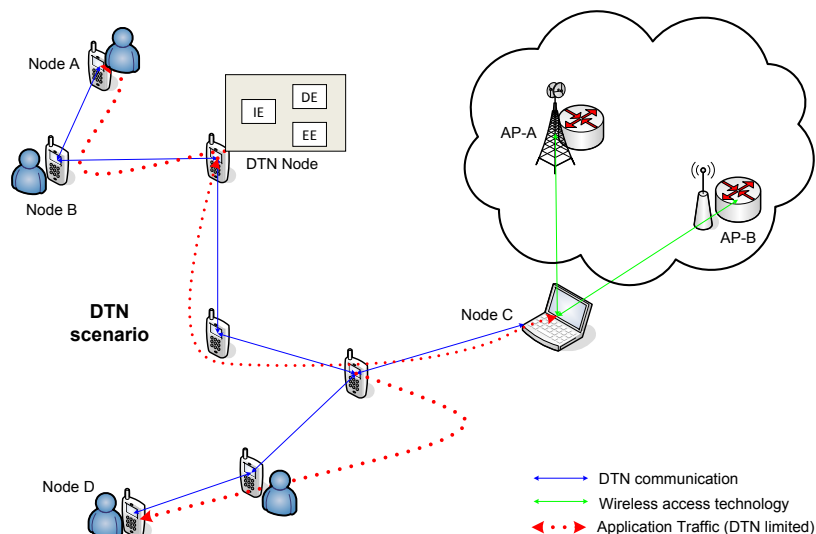 Node A
DE
IE
EE
AP-A
DTN Node
Node B
AP-B
DTN
scenario
Node C
Node D
DTN communication
Wireless access technology
Application Traffic (DTN limited)